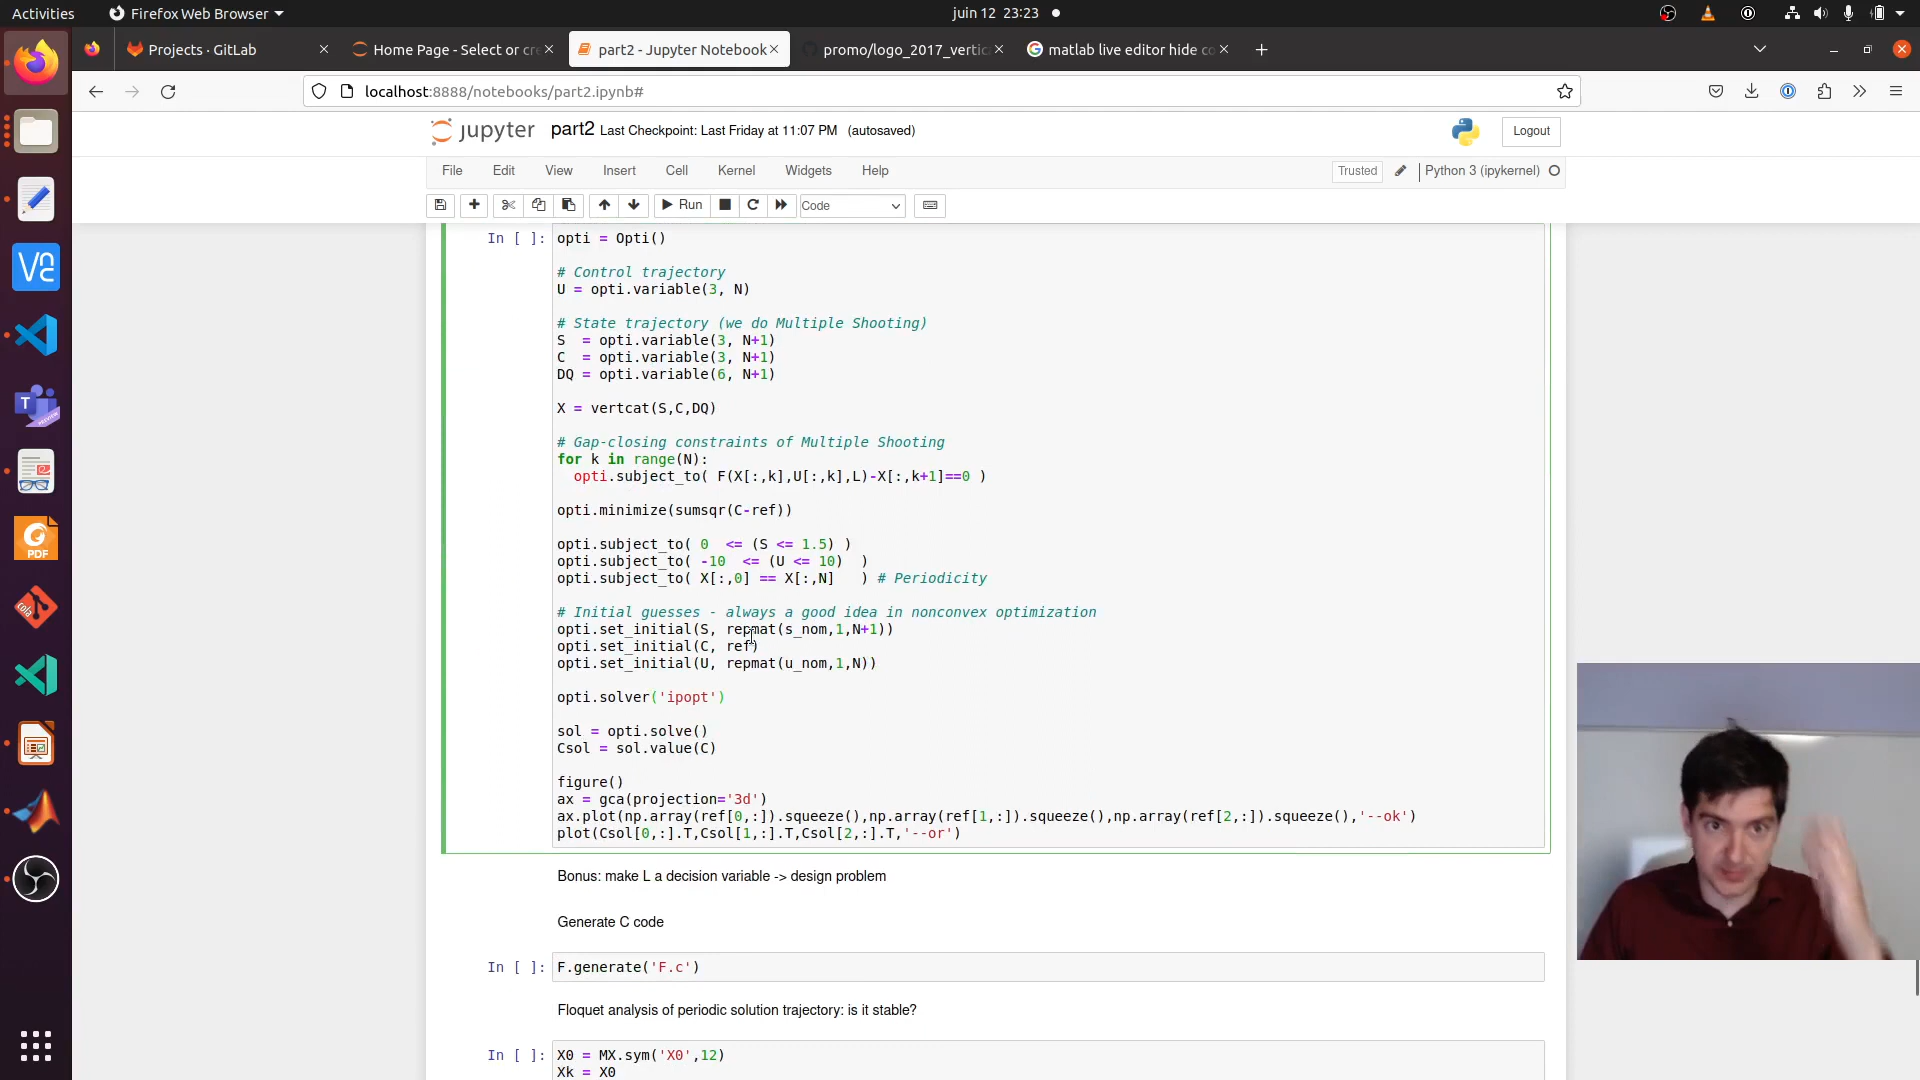 Activities
Firefox Web Browser
juin 12 23:23
Projects · GitLab
Home Page - Select or cre
part2 - Jupyter Notebook
promo/logo_2017_vertic
matlab live editor hide co
localhost:8888/notebooks/part2.ipynb#
jupyter part2 Last Checkpoint: Last Friday at 11:07 PM (autosaved)
Logout
File Edit View Insert Cell Kernel Widgets Help
Trusted
Python 3 (ipykernel)
Run
Code
In [ ]:
opti = Opti()
# Control trajectory
U = opti.variable(3, N)
# State trajectory (we do Multiple Shooting)
S  = opti.variable(3, N+1)
C  = opti.variable(3, N+1)
DQ = opti.variable(6, N+1)
X = vertcat(S,C,DQ)
# Gap-closing constraints of Multiple Shooting
for k in range(N):
  opti.subject_to( F(X[:,k],U[:,k],L)-X[:,k+1]==0 )
opti.minimize(sumsqr(C-ref))
opti.subject_to( 0  <= (S <= 1.5) )
opti.subject_to( -10  <= (U <= 10)  )
opti.subject_to( X[:,0] == X[:,N]   ) # Periodicity
# Initial guesses - always a good idea in nonconvex optimization
opti.set_initial(S, repmat(s_nom,1,N+1))
opti.set_initial(C, ref)
opti.set_initial(U, repmat(u_nom,1,N))
opti.solver('ipopt')
sol = opti.solve()
Csol = sol.value(C)
figure()
ax = gca(projection='3d')
ax.plot(np.array(ref[0,:]).squeeze(),np.array(ref[1,:]).squeeze(),np.array(ref[2,:]).squeeze(),'--ok')
plot(Csol[0,:].T,Csol[1,:].T,Csol[2,:].T,'--or')
Bonus: make L a decision variable -> design problem
Generate C code
In [ ]:
F.generate('F.c')
Floquet analysis of periodic solution trajectory: is it stable?
In [ ]:
X0 = MX.sym('X0',12)
Xk = X0
PDF